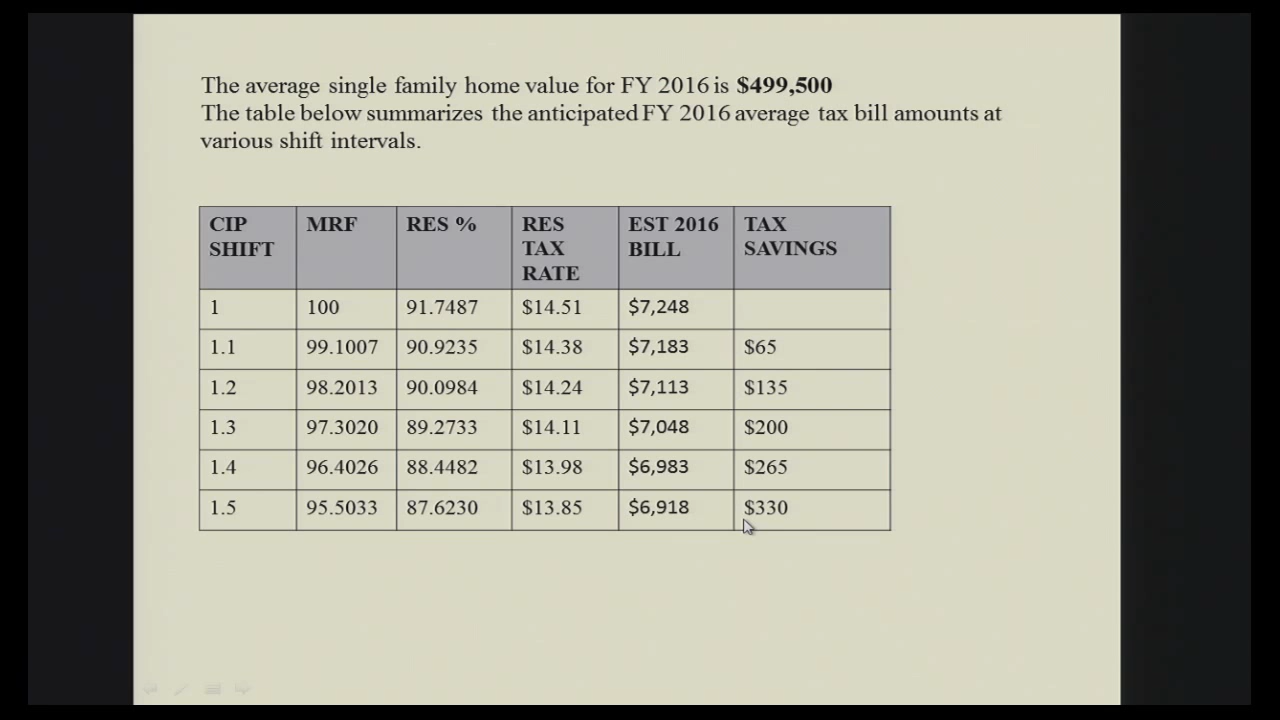 The average single family home value for FY 2016 is $499,500
The table below summarizes the anticipated FY 2016 average tax bill amounts at
various shift intervals.
CIP SHIFT MRF RES % RES TAX RATE EST 2016 BILL TAX SAVINGS
1 100 91.7487 $14.51 $7,248
1.1 99.1007 90.9235 $14.38 $7,183 $65
1.2 98.2013 90.0984 $14.24 $7,113 $135
1.3 97.3020 89.2733 $14.11 $7,048 $200
1.4 96.4026 88.4482 $13.98 $6,983 $265
1.5 95.5033 87.6230 $13.85 $6,918 $330